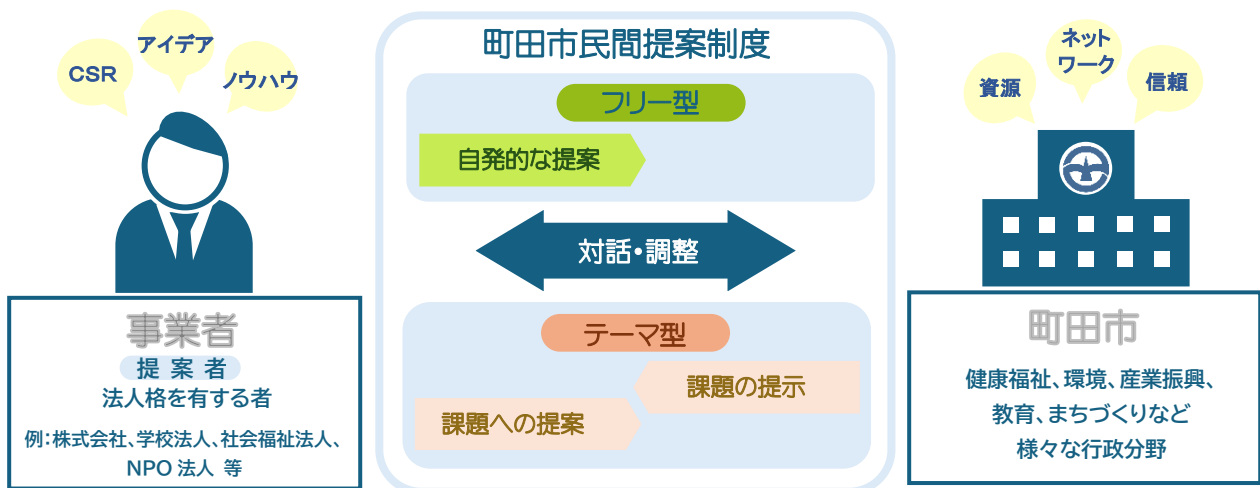 CSR
アイデア
ノウハウ
事業者
提案者
法人格を有する者
例:株式会社、学校法人、社会福祉法人、
NPO法人 等
町田市民間提案制度
フリー型
自発的な提案
対話・調整
テーマ型
課題の提示
課題への提案
資源
ネット
ワーク
信頼
町田市
健康福祉、環境、産業振興、
教育、まちづくりなど
様々な行政分野